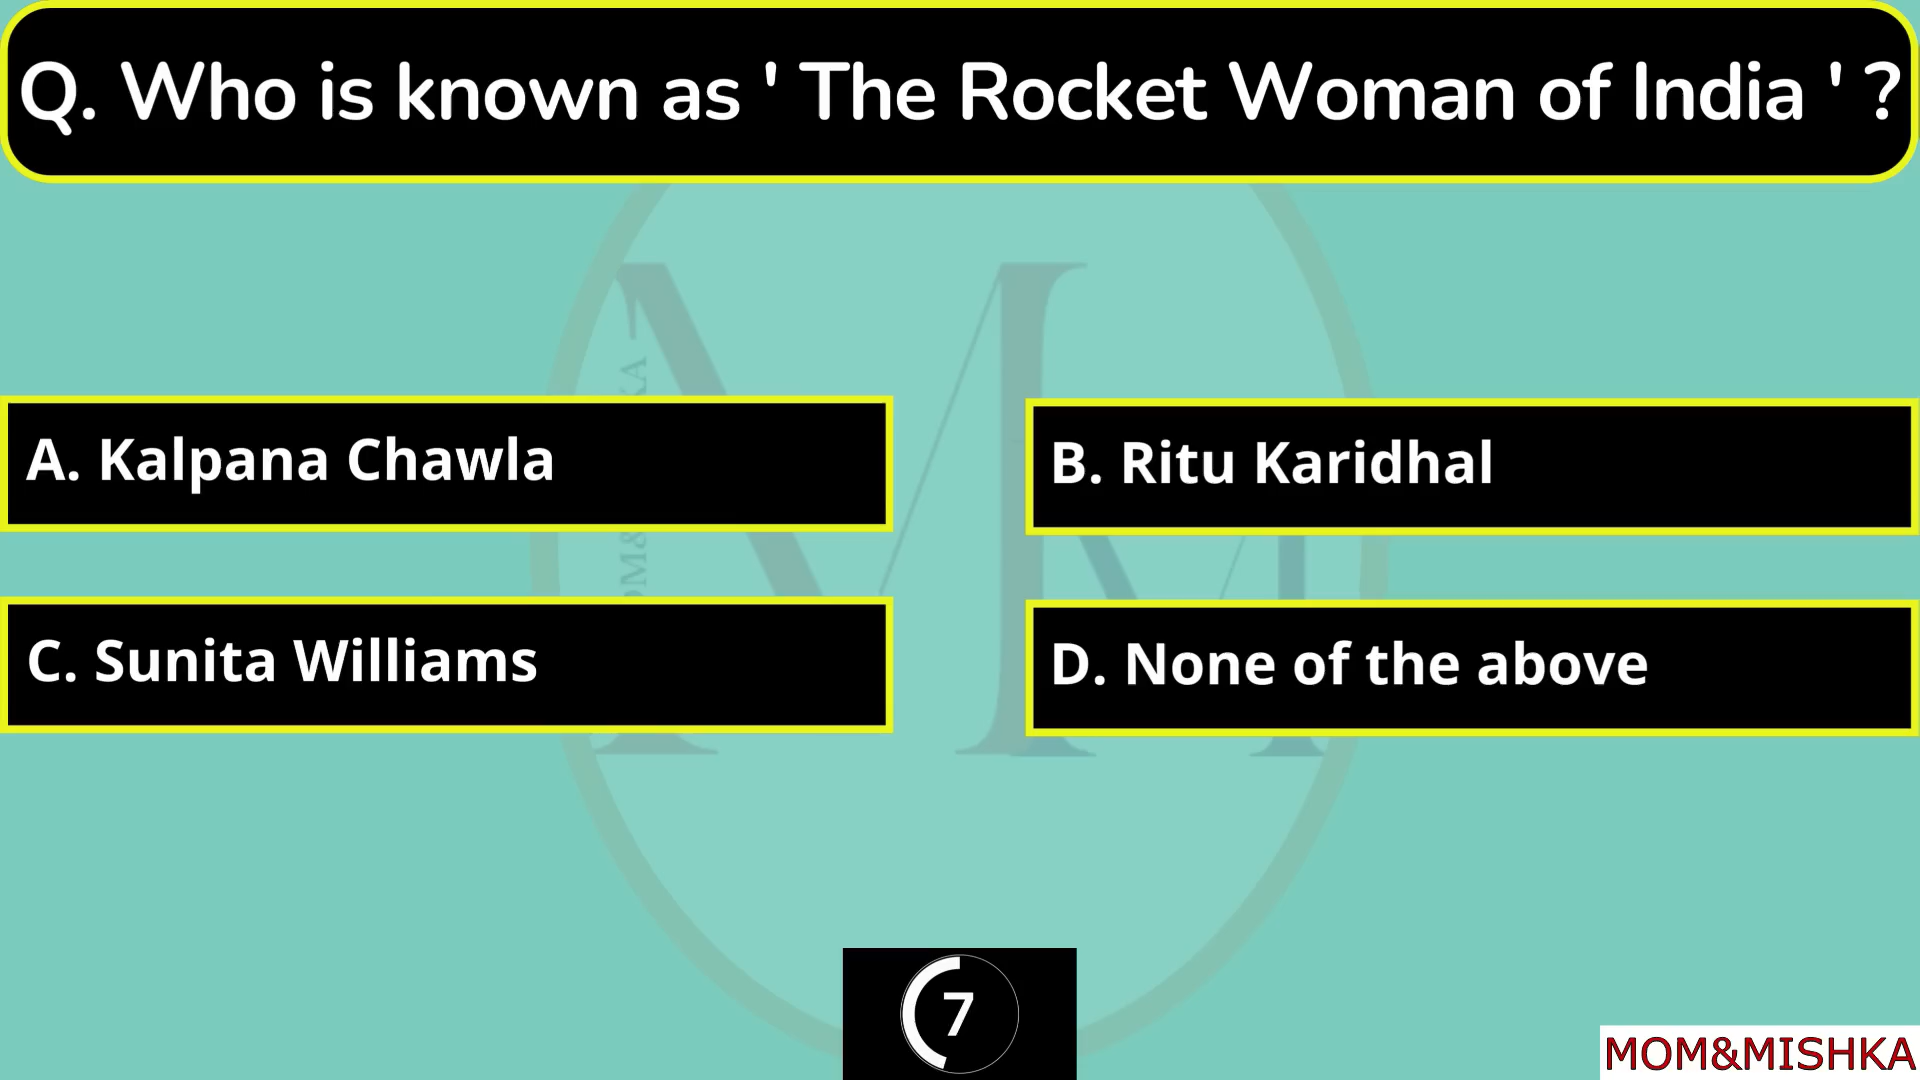 Q. Who is known as ' The Rocket Woman of India ' ?
A. Kalpana Chawla
B. Ritu Karidhal
C. Sunita Williams
D. None of the above
7
MOM&MISHKA